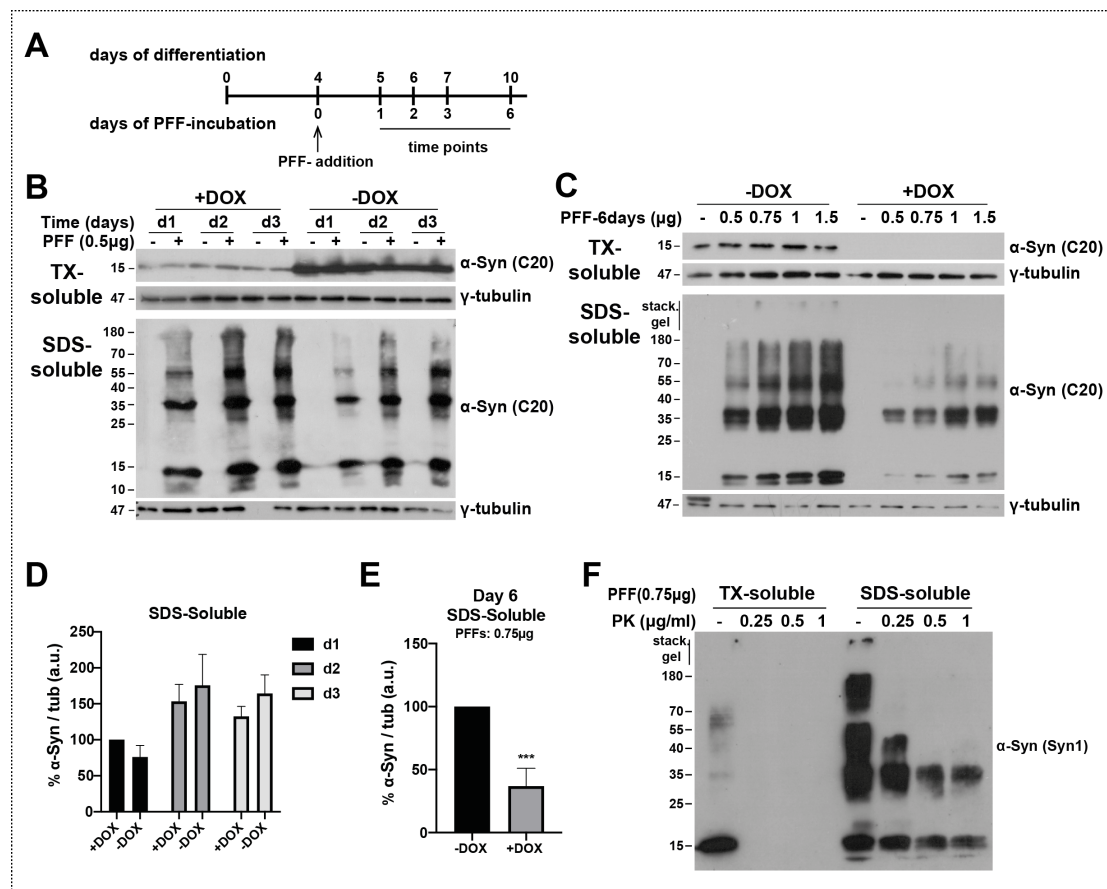 A
days of differentiation
0 4 5 6 7 10
days of PFF-incubation
0 1 2 3 6
PFF- addition
time points
B
+DOX -DOX
Time (days) d1 d2 d3 d1 d2 d3
PFF (0.5µg) - + - + - + - + - + - +
TX-soluble
15
α-Syn (C20)
47
γ-tubulin
SDS-soluble
180
70
55
40
35
25
15
10
α-Syn (C20)
47
γ-tubulin
C
-DOX +DOX
PFF-6days (µg) - 0.5 0.75 1 1.5 - 0.5 0.75 1 1.5
TX-soluble
15
α-Syn (C20)
47
γ-tubulin
SDS-soluble
stack.
gel
180
70
55
40
35
25
15
α-Syn (C20)
47
γ-tubulin
D
SDS-Soluble
% α-Syn / tub (a.u.)
250
200
150
100
50
0
+DOX -DOX +DOX -DOX +DOX -DOX
d1
d2
d3
E
Day 6
SDS-Soluble
PFFs: 0.75µg
% α-Syn / tub (a.u.)
150
100
50
0
***
-DOX +DOX
F
PFF(0.75µg) TX-soluble SDS-soluble
PK (µg/ml) - 0.25 0.5 1 - 0.25 0.5 1
stack.
gel
180
70
55
40
35
25
15
α-Syn (Syn1)